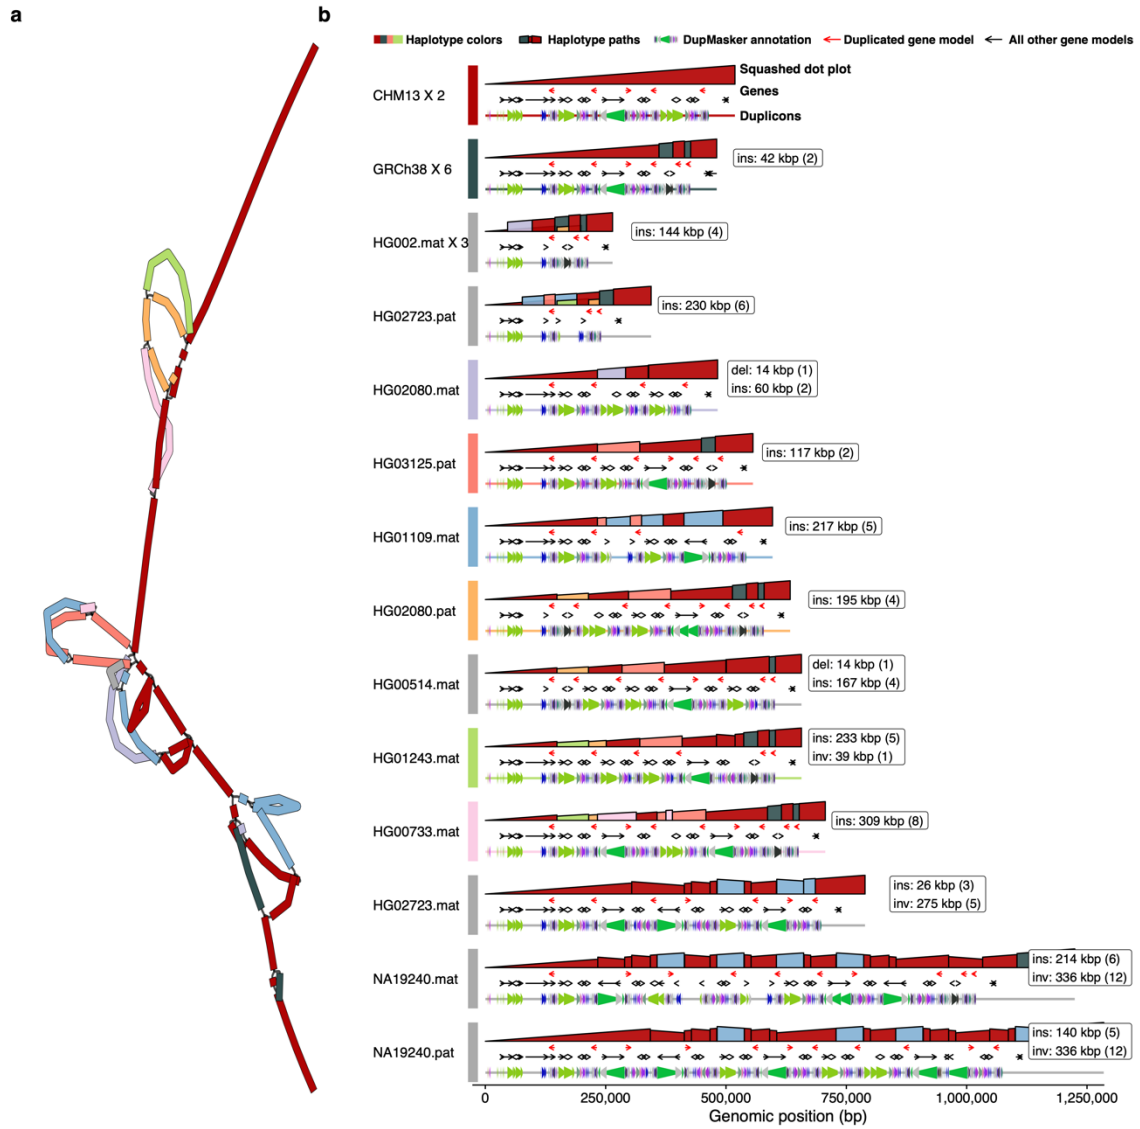 a
b
Haplotype colors
Haplotype paths
DupMasker annotation
Duplicated gene model
All other gene models
CHM13 X 2
Squashed dot plot
Genes
Duplicons
GRCh38 X 6
ins: 42 kbp (2)
HG002.mat X 3
ins: 144 kbp (4)
HG02723.pat
ins: 230 kbp (6)
HG02080.mat
del: 14 kbp (1)
ins: 60 kbp (2)
HG03125.pat
ins: 117 kbp (2)
HG01109.mat
ins: 217 kbp (5)
HG02080.pat
ins: 195 kbp (4)
HG00514.mat
del: 14 kbp (1)
ins: 167 kbp (4)
HG01243.mat
ins: 233 kbp (5)
inv: 39 kbp (1)
HG00733.mat
ins: 309 kbp (8)
HG02723.mat
ins: 26 kbp (3)
inv: 275 kbp (5)
NA19240.mat
ins: 214 kbp (6)
inv: 336 kbp (12)
NA19240.pat
ins: 140 kbp (5)
inv: 336 kbp (12)
0
250,000
500,000
750,000
1,000,000
1,250,000
Genomic position (bp)